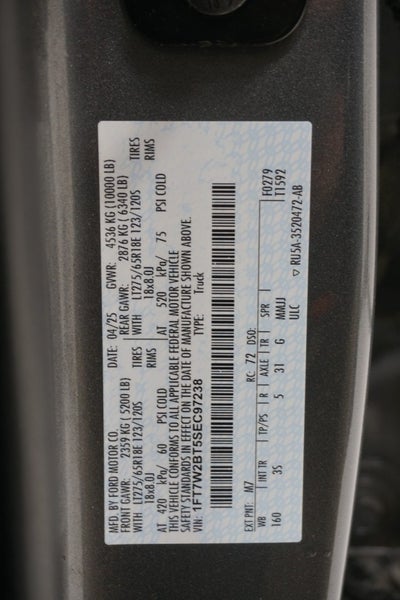 MFD. BY FORD MOTOR CO. DATE: 04/25 GVWR: 4536 KG (10000 LB)
FRONT GAWR: 2359 KG (5200 LB) REAR GAWR: 2876 KG (6340 LB)
WITH LT275/65R18E 123/120S TIRES WITH LT275/65R18E 123/120S TIRES
18x8.0J RIMS 18x8.0J RIMS
AT 420 kPa/ 60 PSI COLD AT 520 kPa/ 75 PSI COLD
THIS VEHICLE CONFORMS TO ALL APPLICABLE FEDERAL MOTOR VEHICLE
SAFETY STANDARDS IN EFFECT ON THE DATE OF MANUFACTURE SHOWN ABOVE.
VIN: 1FT7W2BT5SEC97238 TYPE: Truck
F0279
EXT PNT: M7 RC: 72 DSO: T1592
WB INT TR TP/PS R AXLE TR SPR
160 3S 5 31 G MMJJ
ULC ▽ RU5A-3520472-AB